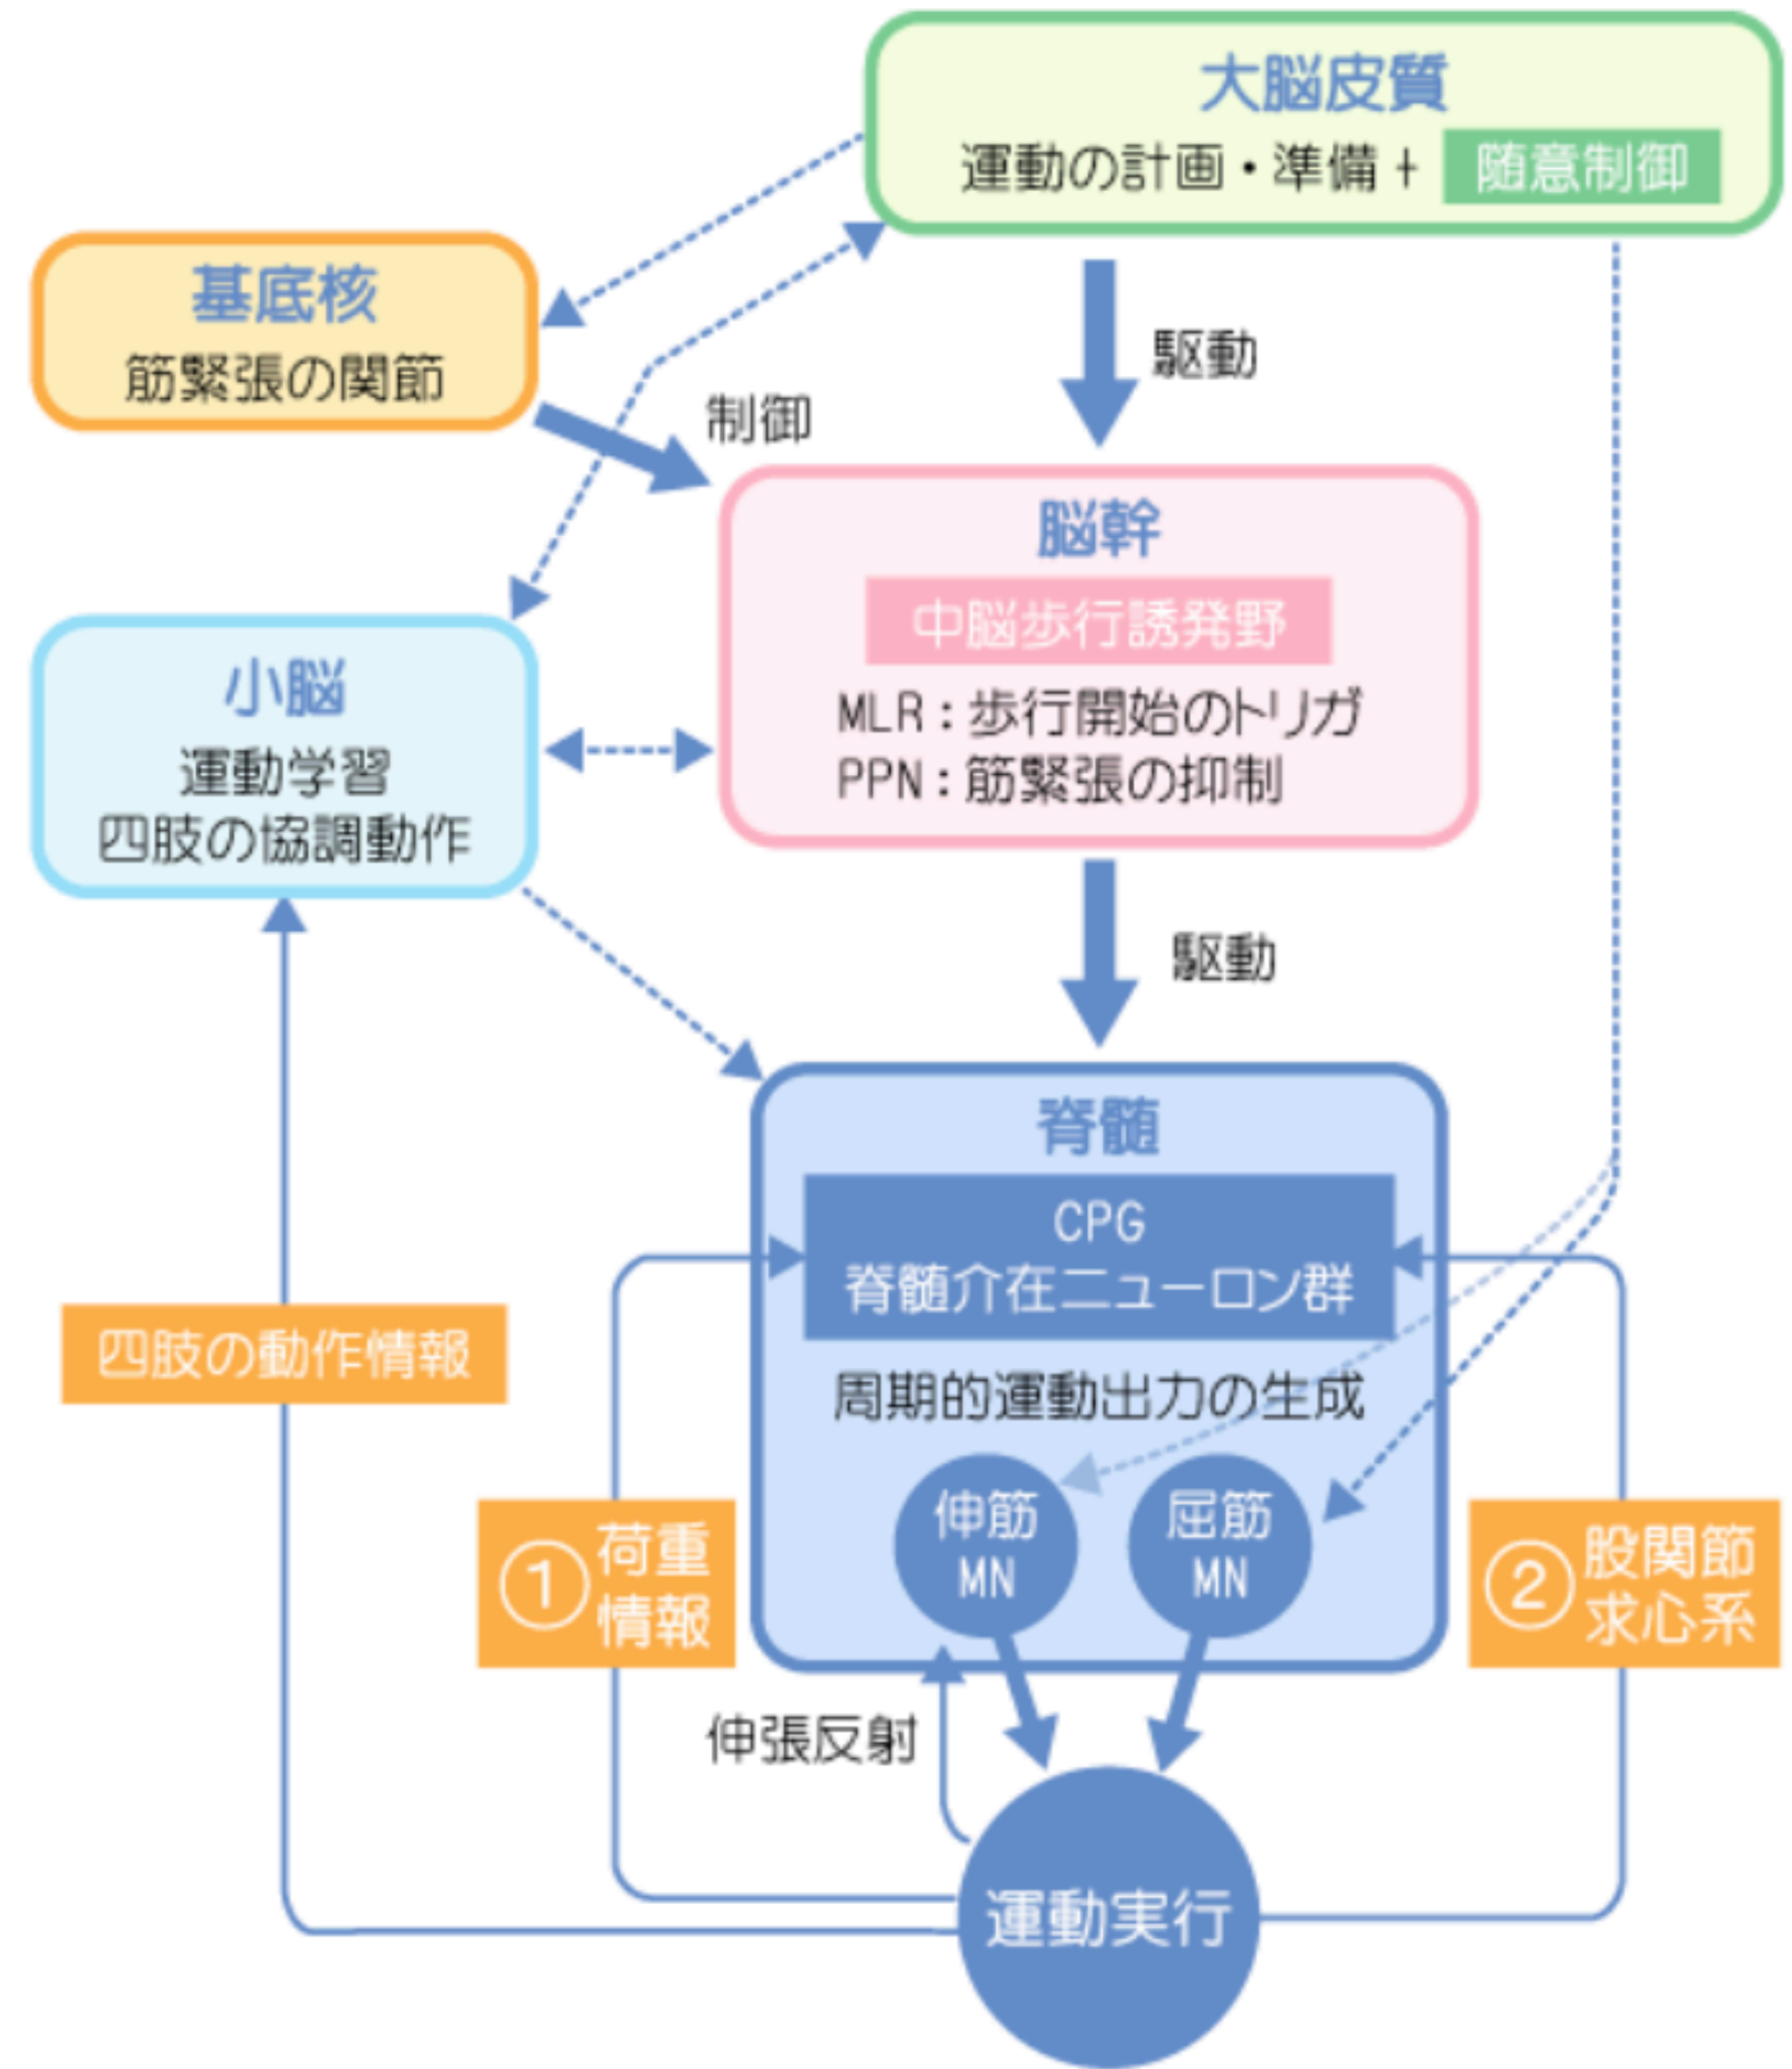 大脳皮質
運動の計画・準備 + 随意制御
基底核
筋緊張の関節
制御
駆動
脳幹
中脳歩行誘発野
MLR：歩行開始のトリガ
PPN：筋緊張の抑制
小脳
運動学習
四肢の協調動作
駆動
脊髄
CPG
脊髄介在ニューロン群
周期的運動出力の生成
四肢の動作情報
伸筋
MN
屈筋
MN
① 荷重
情報
② 股関節
求心系
伸張反射
運動実行